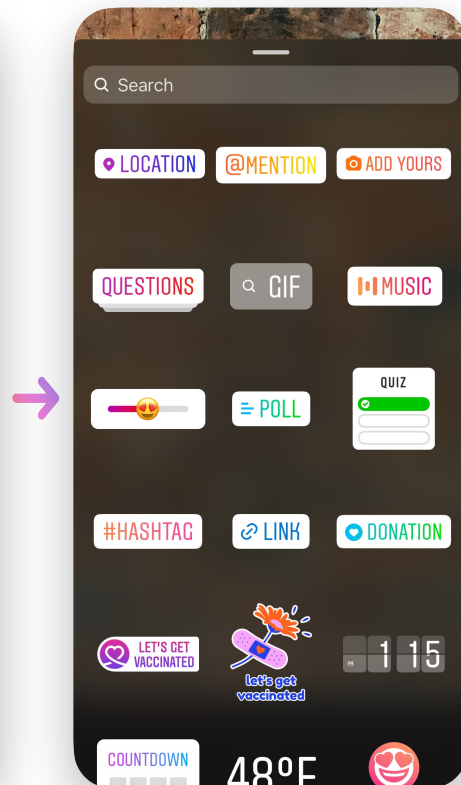 Search
LOCATION
@MENTION
ADD YOURS
QUESTIONS
GIF
MUSIC
POLL
QUIZ
#HASHTAG
LINK
DONATION
LET'S GET
VACCINATED
let's get
vaccinated
PM
1 15
COUNTDOWN
48°F